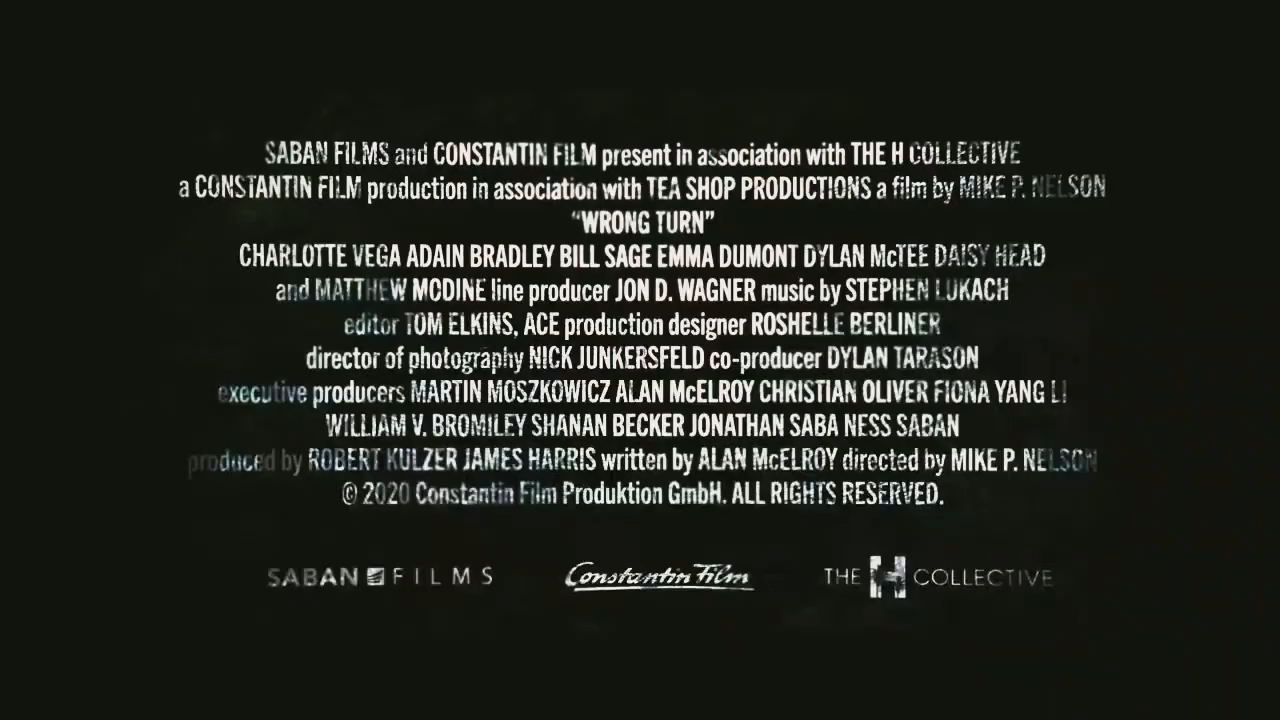 SABAN FILMS and CONSTANTIN FILM present in association with THE H COLLECTIVE
a CONSTANTIN FILM production in association with TEA SHOP PRODUCTIONS a film by MIKE P. NELSON
“WRONG TURN”
CHARLOTTE VEGA ADAIN BRADLEY BILL SAGE EMMA DUMONT DYLAN McTEE DAISY HEAD
and MATTHEW MODINE line producer JON D. WAGNER music by STEPHEN LUKACH
editor TOM ELKINS, ACE production designer ROSHELLE BERLINER
director of photography NICK JUNKERSFELD co-producer DYLAN TARASON
executive producers MARTIN MOSZKOWICZ ALAN McELROY CHRISTIAN OLIVER FIONA YANG LI
WILLIAM V. BROMILEY SHANAN BECKER JONATHAN SABA NESS SABAN
produced by ROBERT KULZER JAMES HARRIS written by ALAN McELROY directed by MIKE P. NELSON
© 2020 Constantin Film Produktion GmbH. ALL RIGHTS RESERVED.
SABAN FILMS Constantin Film THE H COLLECTIVE